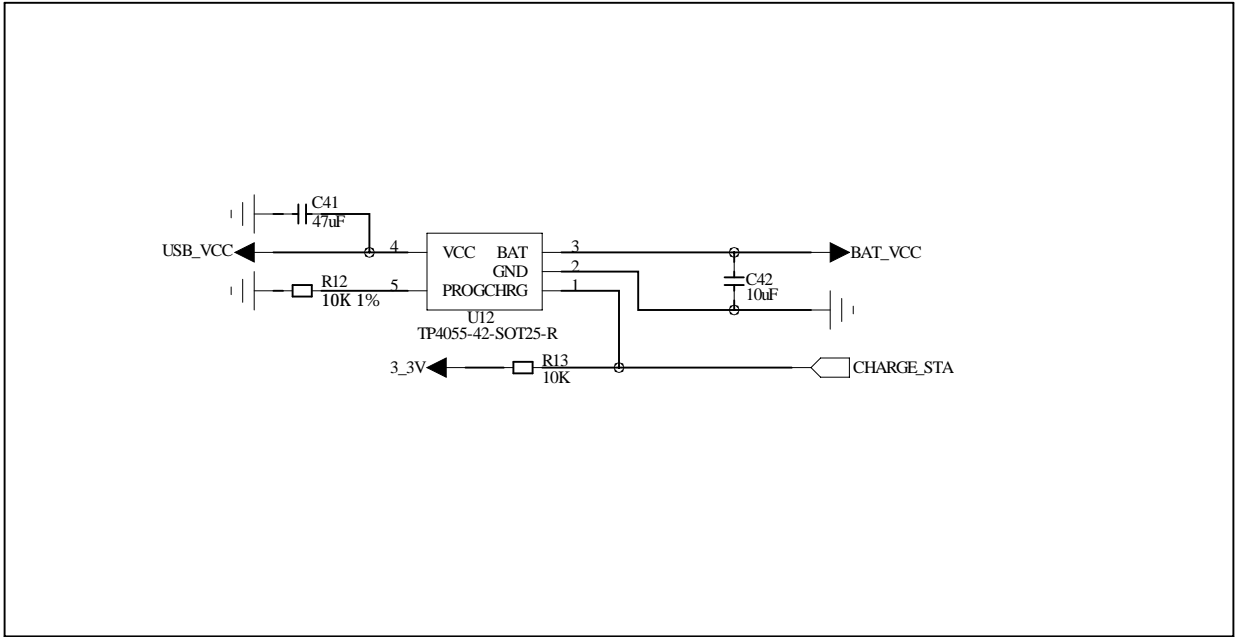 C41
47uF
USB_VCC
4
VCC
BAT
3
BAT_VCC
GND
2
R12
10K 1%
5
PROGCHRG
1
C42
10uF
U12
TP4055-42-SOT25-R
3_3V
R13
10K
CHARGE_STA